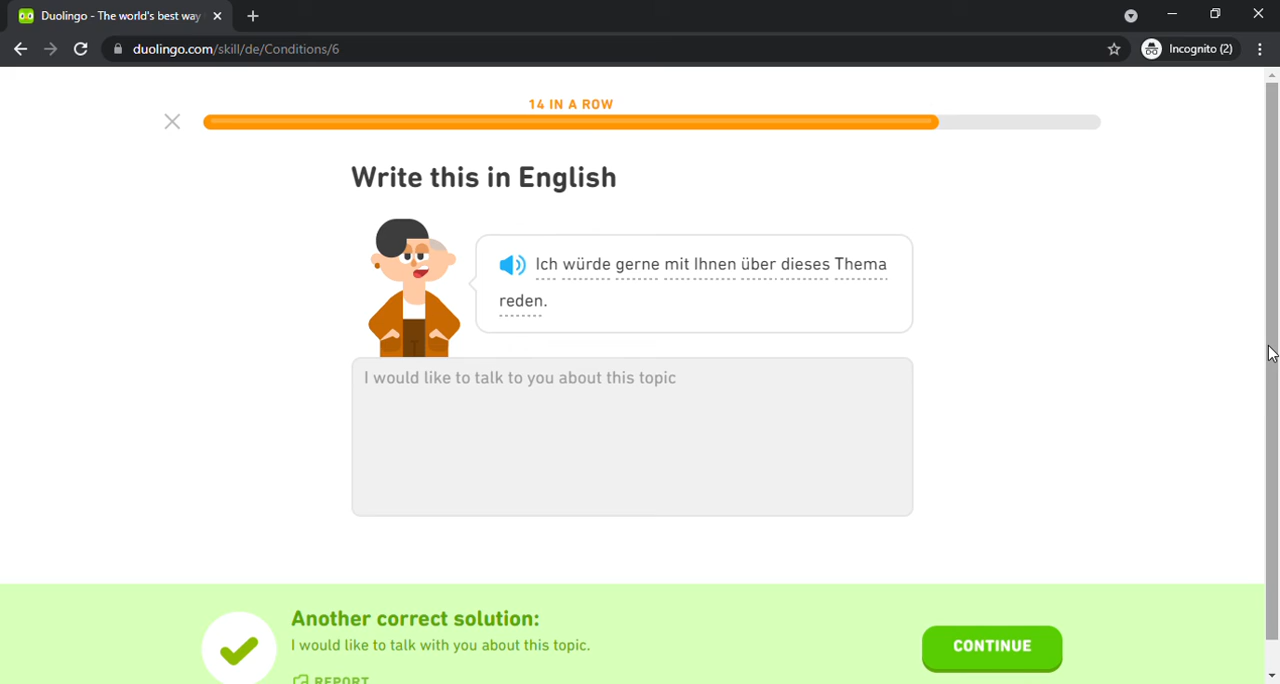 Duolingo - The world's best way
duolingo.com/skill/de/Conditions/6
Incognito (2)
14 IN A ROW
Write this in English
Ich würde gerne mit Ihnen über dieses Thema
reden.
I would like to talk to you about this topic
Another correct solution:
I would like to talk with you about this topic.
CONTINUE
REPORT